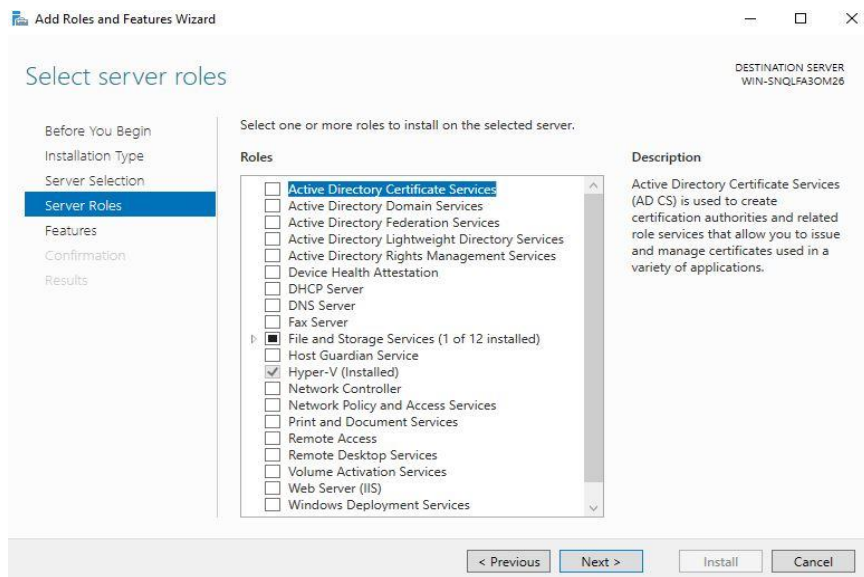 Add Roles and Features Wizard
Select server roles
DESTINATION SERVER
WIN-SNQLFA3OM26
Before You Begin
Installation Type
Server Selection
Server Roles
Features
Confirmation
Results
Select one or more roles to install on the selected server.
Roles
Active Directory Certificate Services
Active Directory Domain Services
Active Directory Federation Services
Active Directory Lightweight Directory Services
Active Directory Rights Management Services
Device Health Attestation
DHCP Server
DNS Server
Fax Server
File and Storage Services (1 of 12 installed)
Host Guardian Service
Hyper-V (Installed)
Network Controller
Network Policy and Access Services
Print and Document Services
Remote Access
Remote Desktop Services
Volume Activation Services
Web Server (IIS)
Windows Deployment Services
Description
Active Directory Certificate Services
(AD CS) is used to create
certification authorities and related
role services that allow you to issue
and manage certificates used in a
variety of applications.
< Previous
Next >
Install
Cancel